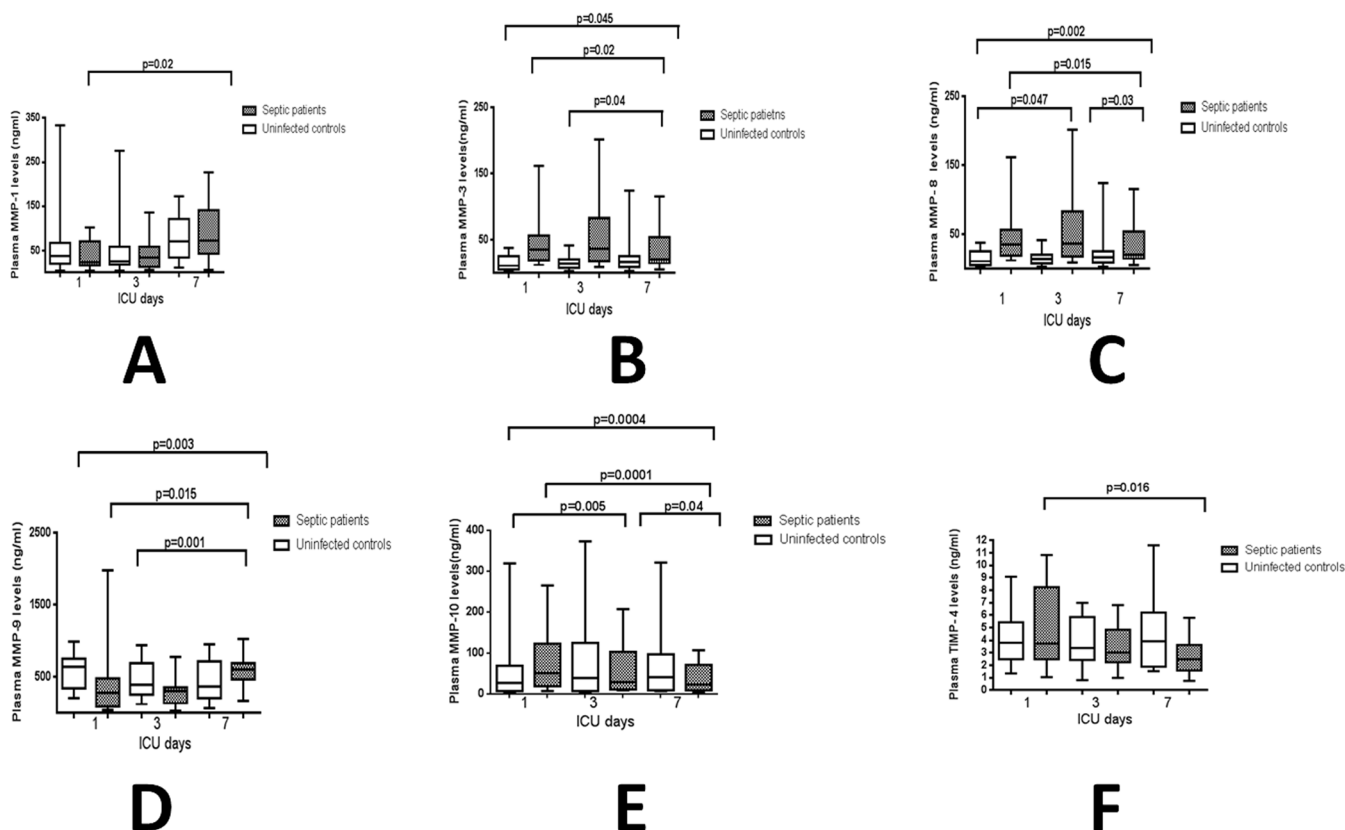 p=0.02
Plasma MMP-1 levels (ngml)
350
250
150
50
1 3 7
ICU days
Septic patients
Uninfected controls
A
p=0.045
p=0.02
p=0.04
Plasma MMP-3 levels(ng/ml)
250
150
50
1 3 7
ICU days
Septic patietns
Uninfected controls
B
p=0.002
p=0.015
p=0.047 p=0.03
Plasma MMP- 8 levels (ng/ml)
250
150
50
1 3 7
ICU days
Septic patients
Uninfected controls
C
p=0.003
p=0.015
p=0.001
Plasma MMP-9 levels (ng/ml)
2500
1500
500
1 3 7
ICU days
Septic patients
Uninfected controls
D
p=0.0004
p=0.0001
p=0.005 p=0.04
Plasma MMP-10 levels(ng/ml)
400
300
200
100
0
1 3 7
ICU days
Septic patients
Uninfected controls
E
p=0.016
Plasma TIMP- 4 levels (ng/ml)
12
11
10
9
8
7
6
5
4
3
2
1
0
1 3 7
ICU days
Septic patients
Uninfected controls
F